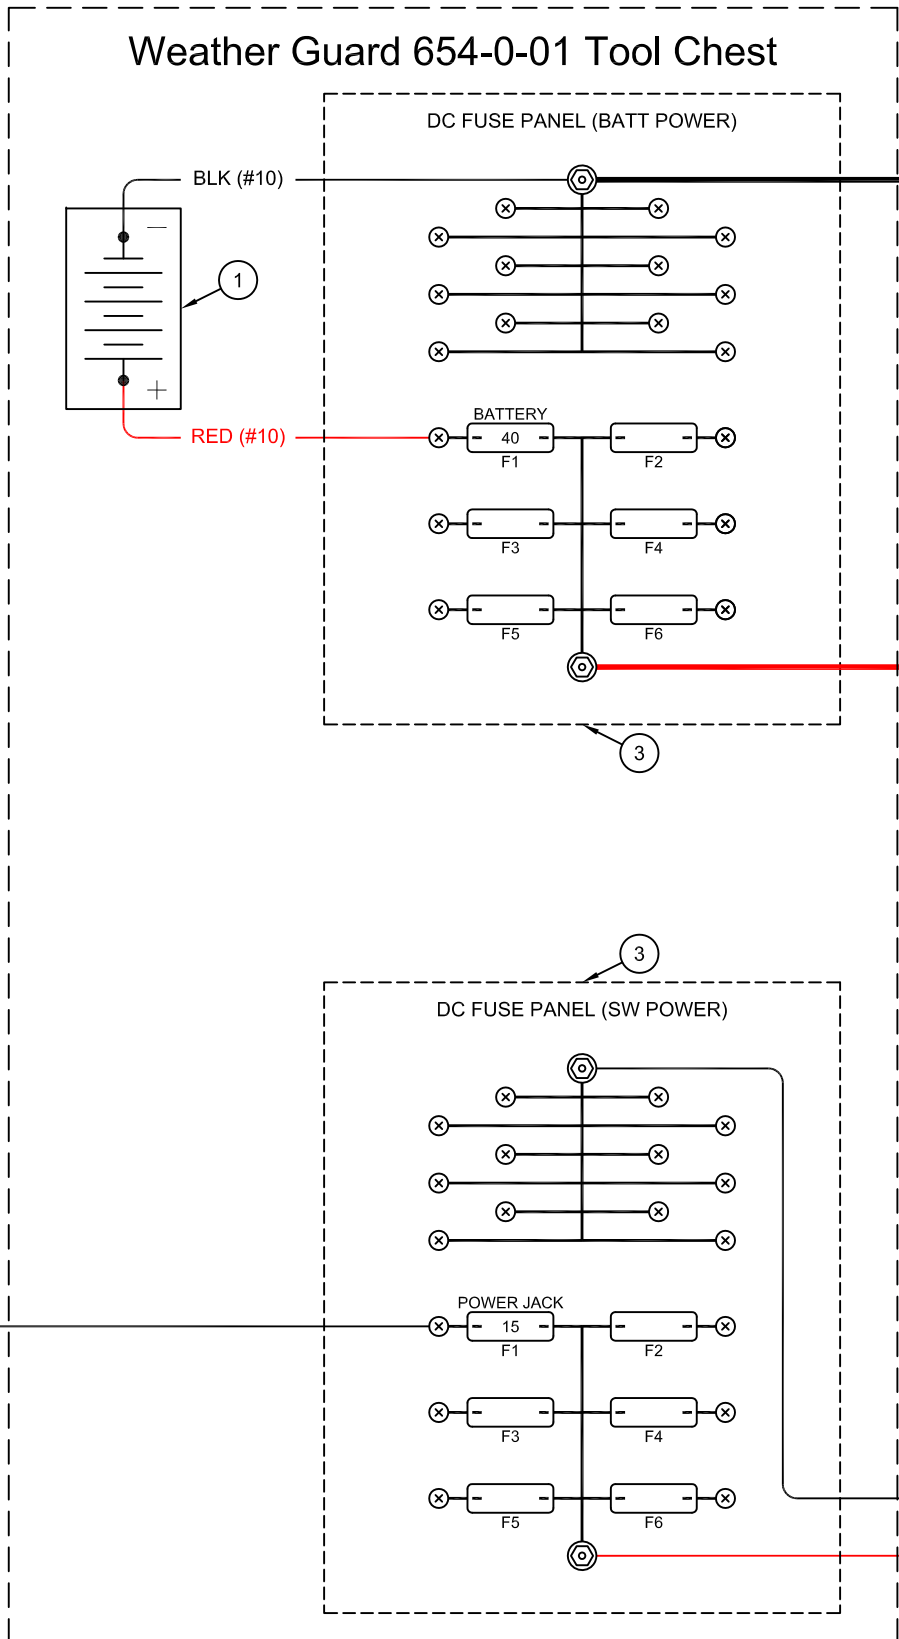 Weather Guard 654-0-01 Tool Chest
DC FUSE PANEL (BATT POWER)
BLK (#10)
1
BATTERY
RED (#10)
40
F1
F2
F3
F4
F5
F6
3
3
DC FUSE PANEL (SW POWER)
POWER JACK
15
F1
F2
F3
F4
F5
F6